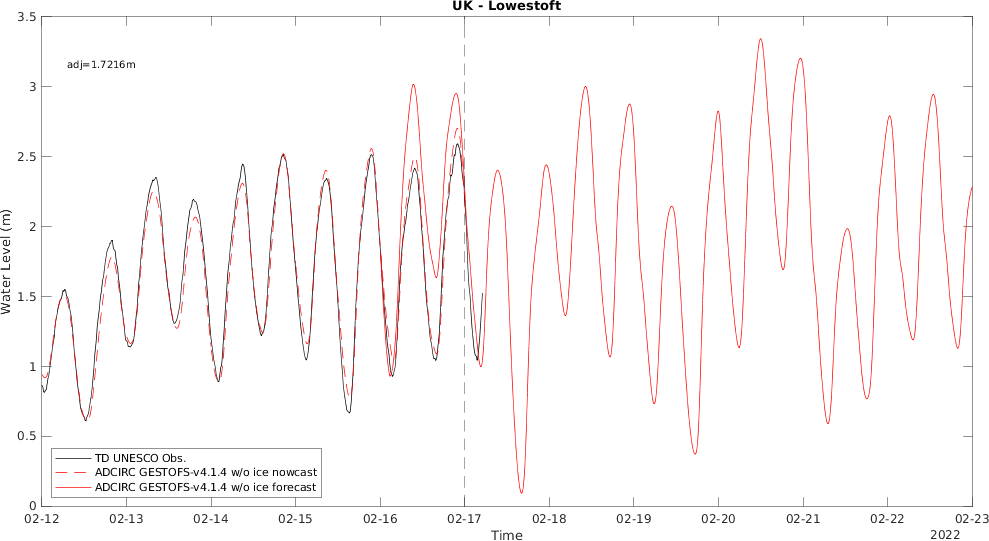 UK - Lowestoft
adj=1.7216m
Water Level (m)
3.5
3
2.5
2
1.5
1
0.5
0
TD UNESCO Obs.
ADCIRC GESTOFS-v4.1.4 w/o ice nowcast
ADCIRC GESTOFS-v4.1.4 w/o ice forecast
02-12 02-13 02-14 02-15 02-16 02-17 02-18 02-19 02-20 02-21 02-22 02-23
Time
2022